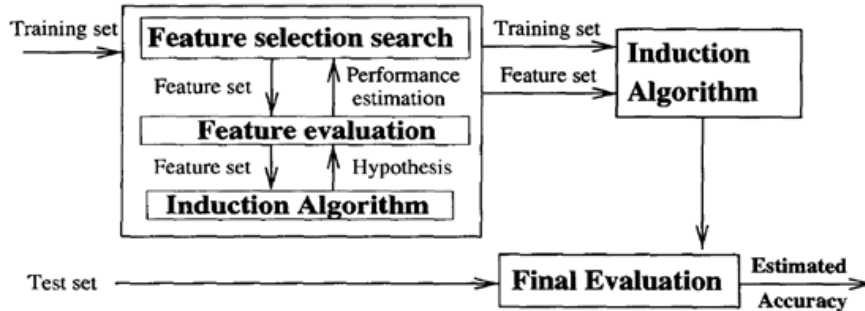 Training set
Feature selection search
Feature set
Performance
estimation
Feature evaluation
Feature set
Hypothesis
Induction Algorithm
Training set
Feature set
Induction
Algorithm
Test set
Final Evaluation
Estimated
Accuracy